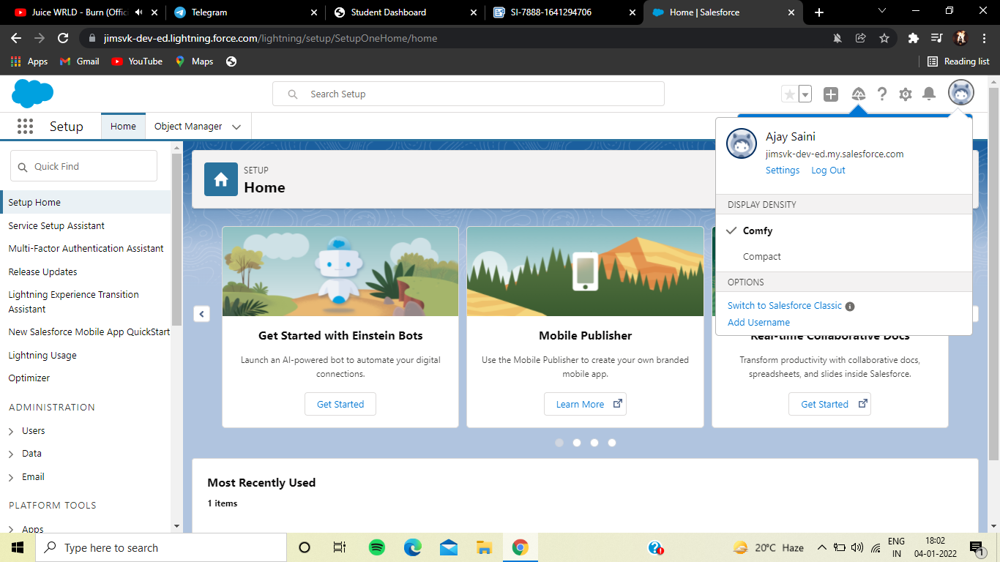 Juice WRLD - Burn (Offici
Telegram
Student Dashboard
SI-7888-1641294706
Home | Salesforce
jimsvk-dev-ed.lightning.force.com/lightning/setup/SetupOneHome/home
Apps
Gmail
YouTube
Maps
Reading list
Search Setup
Setup
Home
Object Manager
Quick Find
Setup Home
Service Setup Assistant
Multi-Factor Authentication Assistant
Release Updates
Lightning Experience Transition
Assistant
New Salesforce Mobile App QuickStart
Lightning Usage
Optimizer
ADMINISTRATION
Users
Data
Email
PLATFORM TOOLS
Apps
SETUP
Home
Get Started with Einstein Bots
Launch an AI-powered bot to automate your digital
connections.
Get Started
Mobile Publisher
Use the Mobile Publisher to create your own branded
mobile app.
Learn More
Real-time Collaborative Docs
Transform productivity with collaborative docs,
spreadsheets, and slides inside Salesforce.
Get Started
Most Recently Used
1 items
Ajay Saini
jimsvk-dev-ed.my.salesforce.com
Settings Log Out
DISPLAY DENSITY
Comfy
Compact
OPTIONS
Switch to Salesforce Classic
Add Username
Type here to search
20°C Haze
ENG
IN
18:02
04-01-2022
1